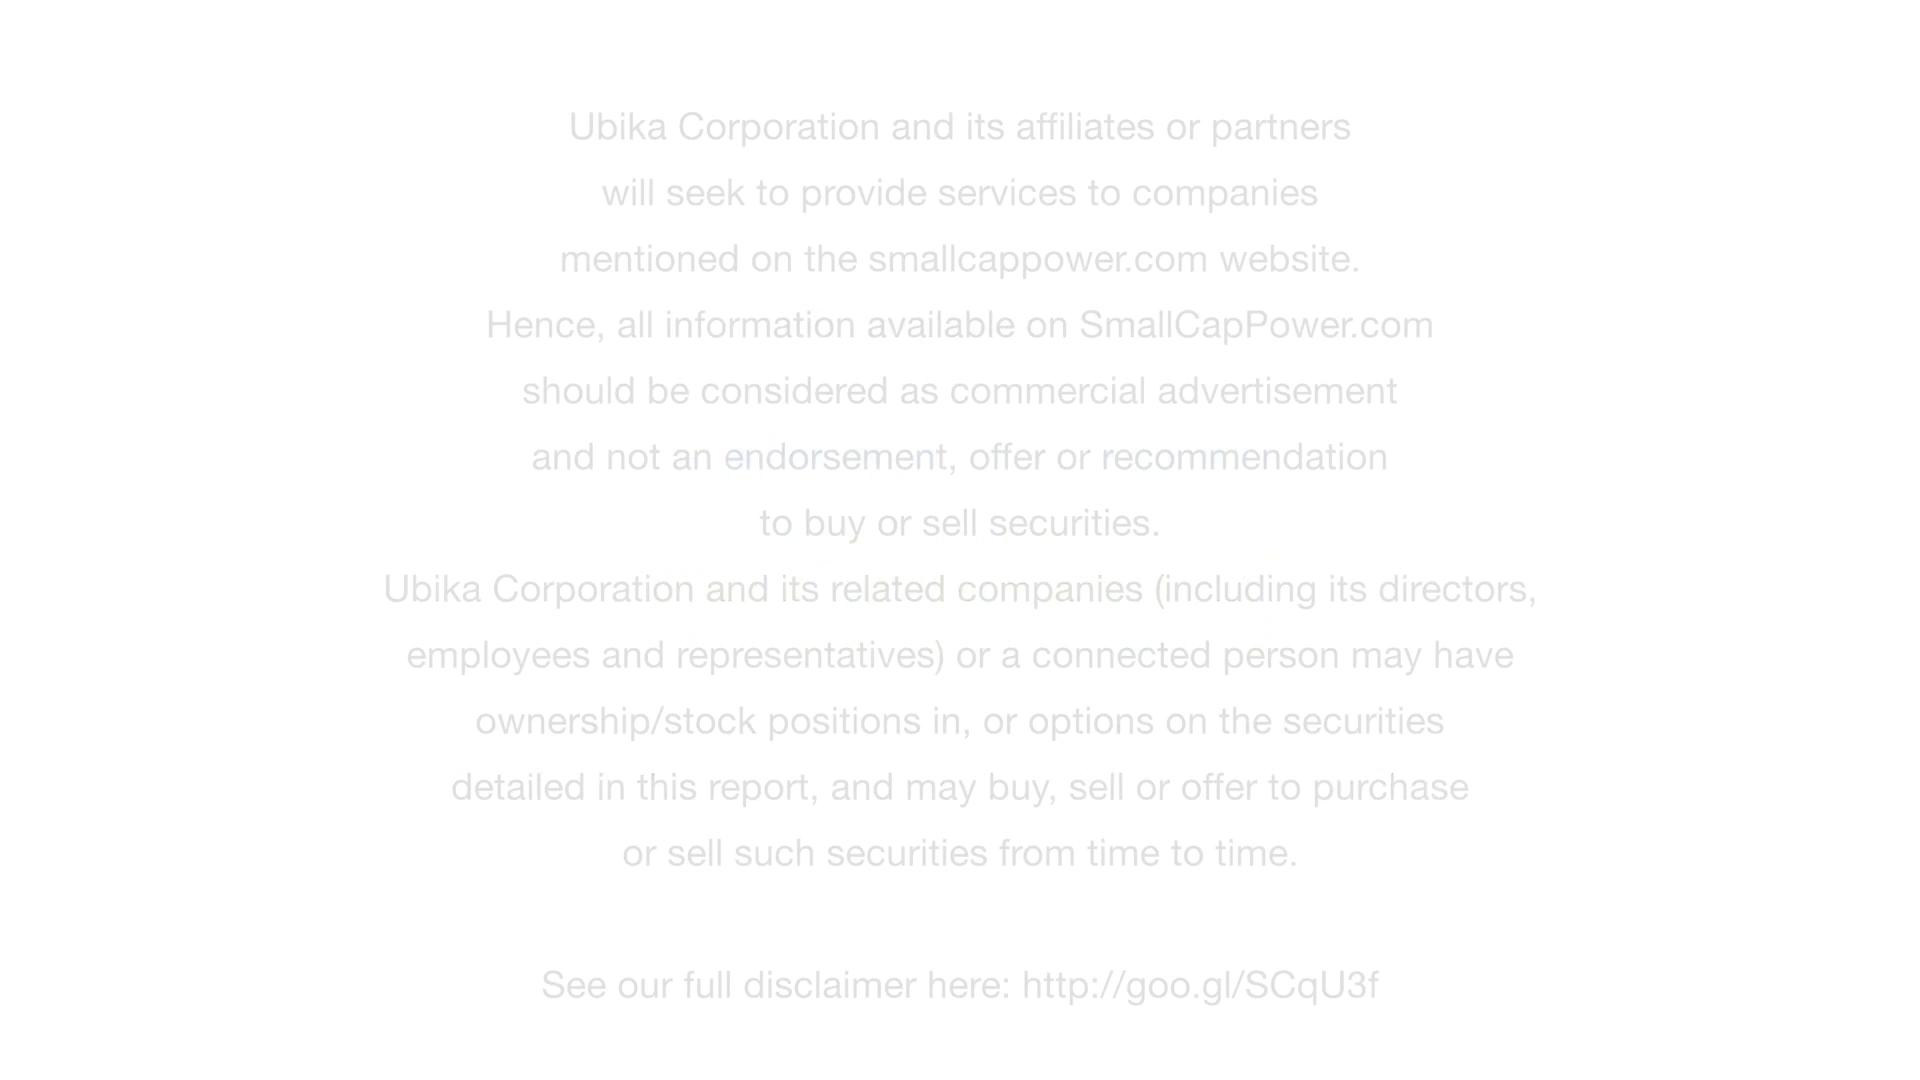 Ubika Corporation and its affiliates or partners
will seek to provide services to companies
mentioned on the smallcappower.com website.
Hence, all information available on SmallCapPower.com
should be considered as commercial advertisement
and not an endorsement, offer or recommendation
to buy or sell securities.
Ubika Corporation and its related companies (including its directors,
employees and representatives) or a connected person may have
ownership/stock positions in, or options on the securities
detailed in this report, and may buy, sell or offer to purchase
or sell such securities from time to time.
See our full disclaimer here: http://goo.gl/SCqU3f